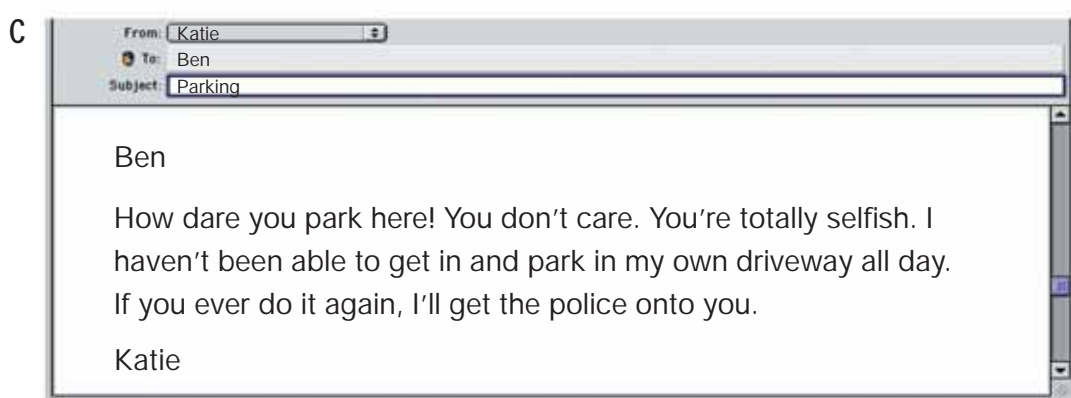 C
From: Katie
To: Ben
Subject: Parking
Ben
How dare you park here! You don't care. You're totally selfish. I
haven't been able to get in and park in my own driveway all day.
If you ever do it again, I'll get the police onto you.
Katie